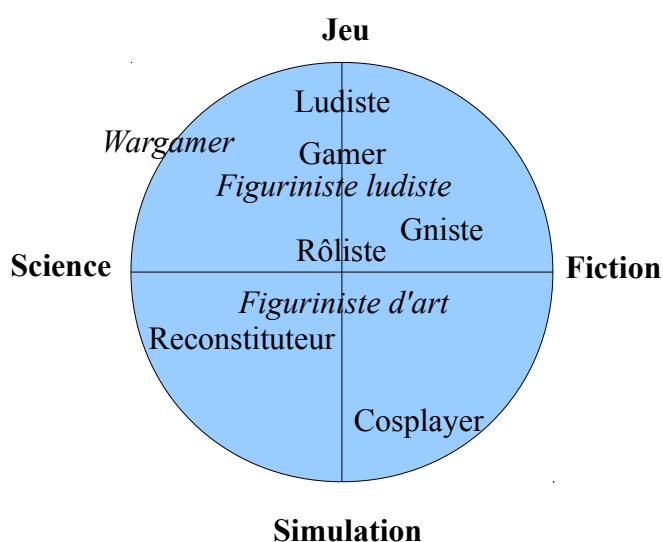 Jeu
Ludiste
Wargamer
Gamer
Figuriniste ludiste
Gniste
Rôliste
Science
Fiction
Figuriniste d'art
Reconstituteur
Cosplayer
Simulation